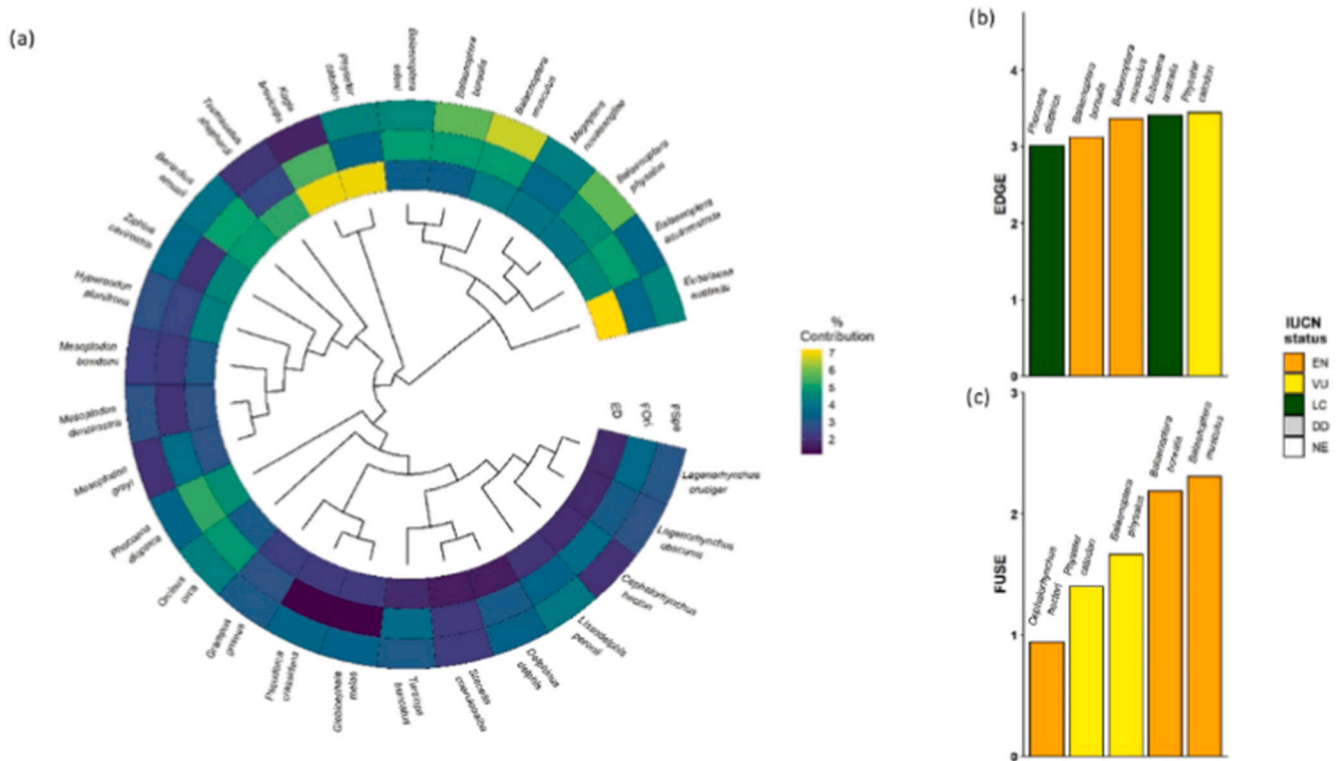 (a)
Balaenoptera
edeni
Balaenoptera
borealis
Balaenoptera
musculus
Megaptera
novaeangliae
Balaenoptera
physalus
Balaenoptera
acutorostrata
Eubalaena
australis
ED
FOri
FSpe
Lagenorhynchus
cruciger
Lagenorhynchus
obscurus
Cephalorhynchus
hectori
Lissodelphis
peronii
Delphinus
delphis
Stenella
coeruleoalba
Tursiops
truncatus
Globicephala
melas
Pseudorca
crassidens
Grampus
griseus
Orcinus
orca
Phocoena
dioptrica
Mesoplodon
grayi
Mesoplodon
densirostris
Mesoplodon
bowdoini
Hyperoodon
planifrons
Ziphius
cavirostris
Berardius
arnuxii
Tasmacetus
shepherdi
Kogia
breviceps
Physeter
catodon
%
Contribution
7
6
5
4
3
2
(b)
EDGE
4
3
2
1
0
Phocoena
dioptrica
Balaenoptera
borealis
Balaenoptera
musculus
Eubalaena
australis
Physeter
catodon
(c)
FUSE
3
2
1
0
Cephalorhynchus
hectori
Physeter
catodon
Balaenoptera
physalus
Balaenoptera
borealis
Balaenoptera
musculus
IUCN
status
EN
VU
LC
DD
NE